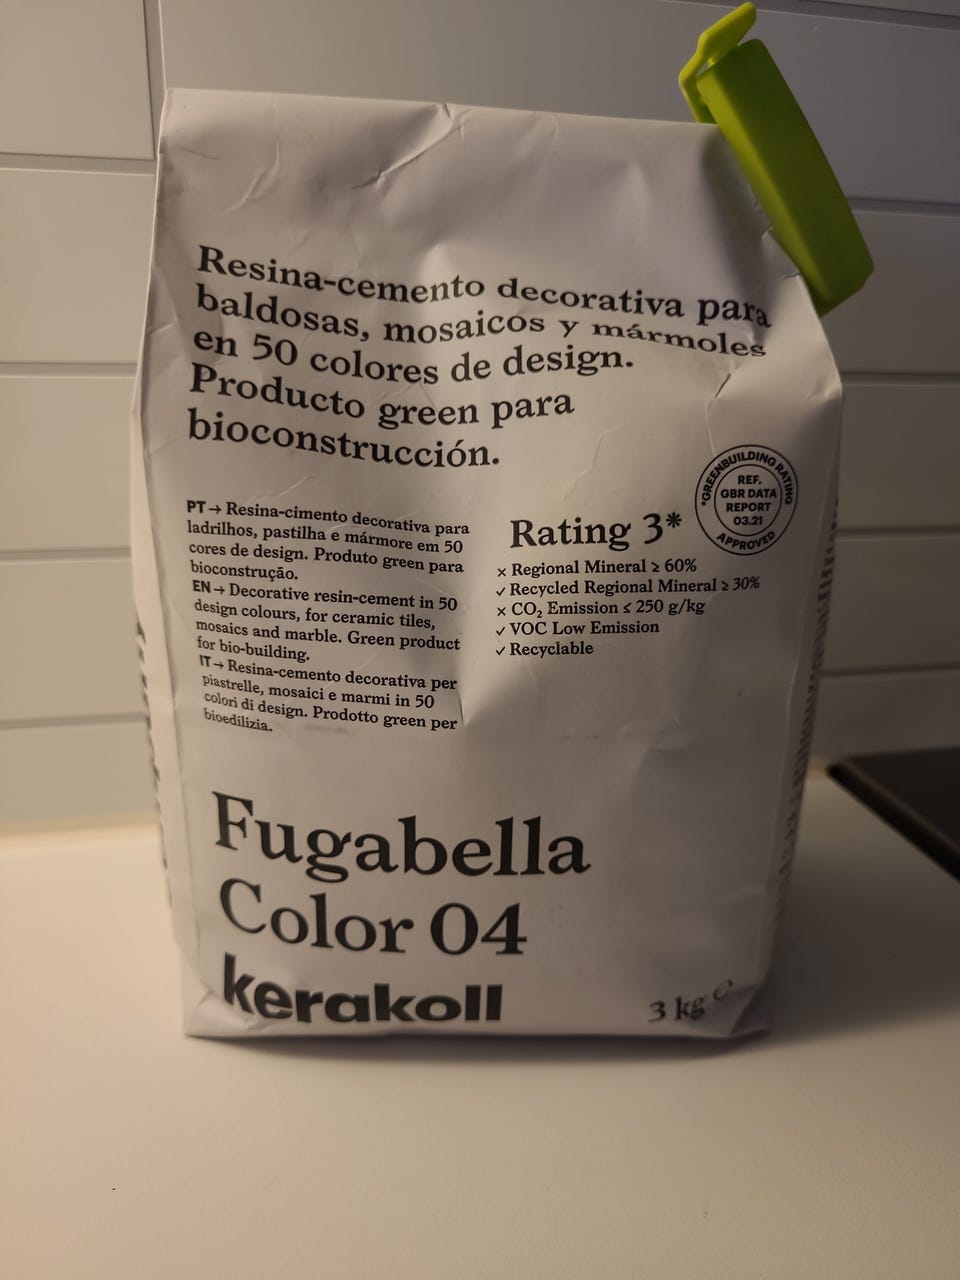 Resina-cemento decorativa para
baldosas, mosaicos y mármoles
en 50 colores de design.
Producto green para
bioconstrucción.
PT → Resina-cimento decorativa para
ladrilhos, pastilha e mármore em 50
cores de design. Produto green para
bioconstrução.
EN → Decorative resin-cement in 50
design colours, for ceramic tiles,
mosaics and marble. Green product
for bio-building.
IT → Resina-cemento decorativa per
piastrelle, mosaici e marmi in 50
colori di design. Prodotto green per
bioedilizia.
Rating 3*
× Regional Mineral ≥ 60%
✓ Recycled Regional Mineral ≥ 30%
× CO₂ Emission ≤ 250 g/kg
✓ VOC Low Emission
✓ Recyclable
*GREENBUILDING RATING
REF.
GBR DATA
REPORT
03.21
APPROVED
Fugabella
Color 04
kerakoll
3 kg ℮